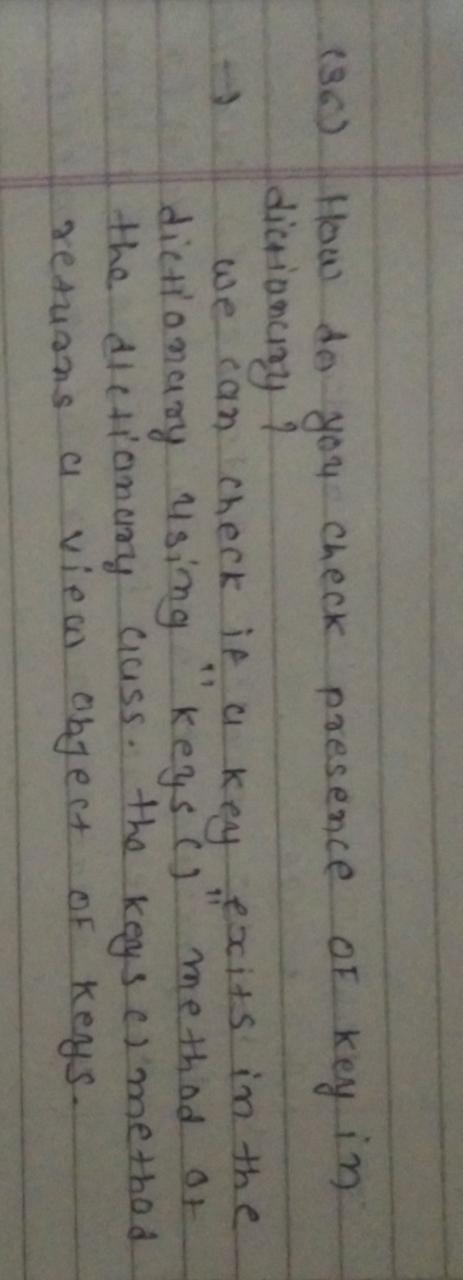 (36) How do you check presence OF key in
dictionary ?
→ we can check if a key exits in the
dictionary using "keys()" method of
the dictionary class. the keys () method
returns a view object OF keys.